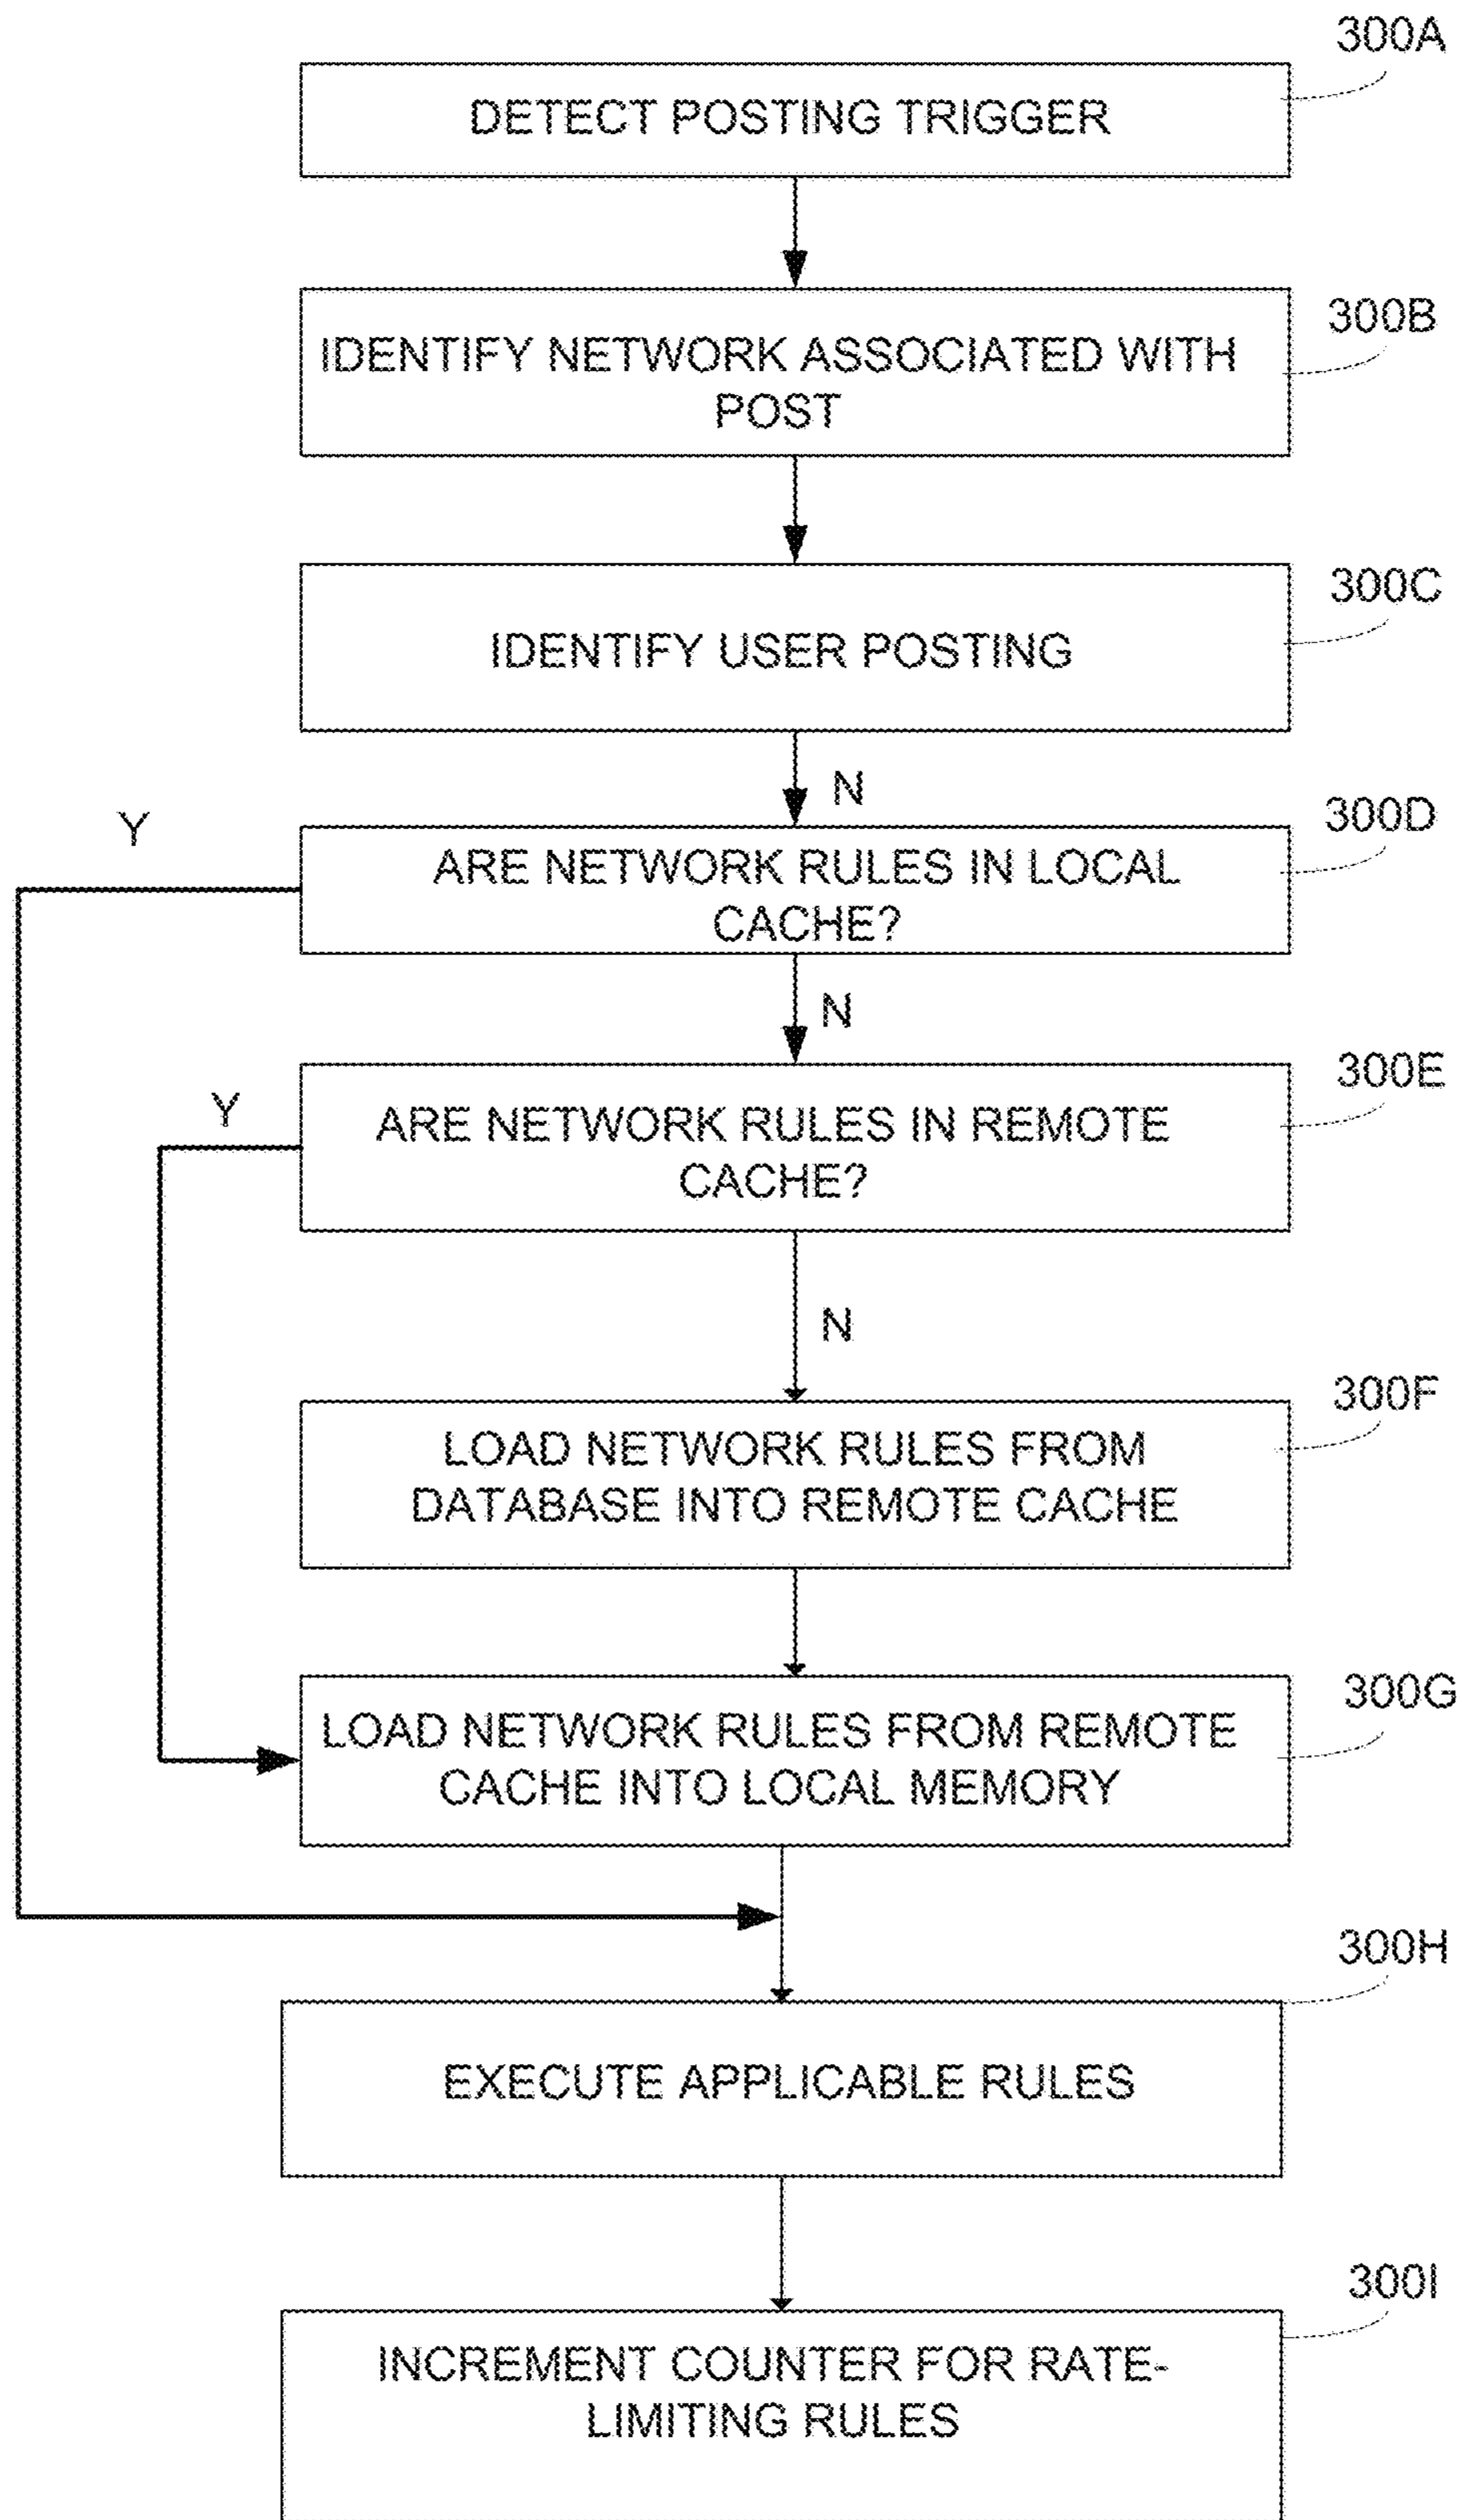 300A
DETECT POSTING TRIGGER
300B
IDENTIFY NETWORK ASSOCIATED WITH
POST
300C
IDENTIFY USER POSTING
N
Y
300D
ARE NETWORK RULES IN LOCAL
CACHE?
N
300E
Y
ARE NETWORK RULES IN REMOTE
CACHE?
N
300F
LOAD NETWORK RULES FROM
DATABASE INTO REMOTE CACHE
300G
LOAD NETWORK RULES FROM REMOTE
CACHE INTO LOCAL MEMORY
300H
EXECUTE APPLICABLE RULES
300I
INCREMENT COUNTER FOR RATE-
LIMITING RULES